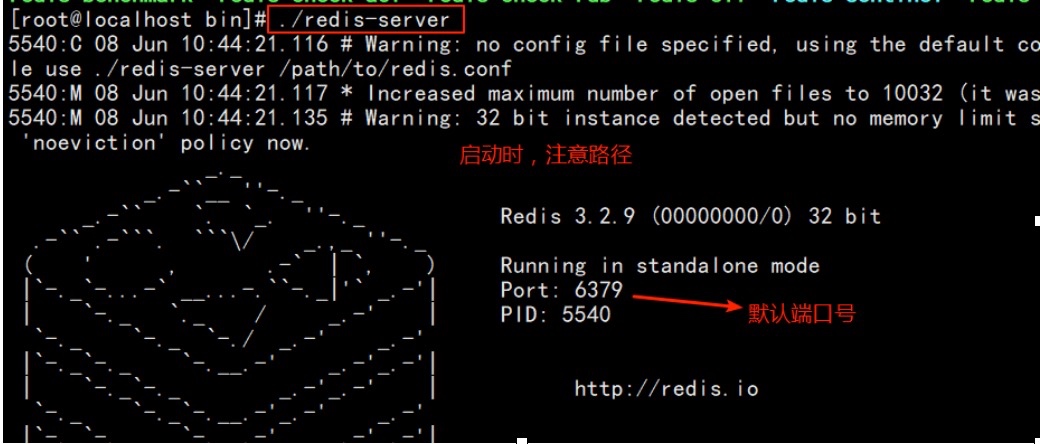 [root@localhost bin]# ./redis-server
5540:C 08 Jun 10:44:21.116 # Warning: no config file specified, using the default co
le use ./redis-server /path/to/redis.conf
5540:M 08 Jun 10:44:21.117 * Increased maximum number of open files to 10032 (it was
5540:M 08 Jun 10:44:21.135 # Warning: 32 bit instance detected but no memory limit s
'noeviction' policy now.
启动时，注意路径
Redis 3.2.9 (00000000/0) 32 bit
Running in standalone mode
Port: 6379
默认端口号
PID: 5540
http://redis.io